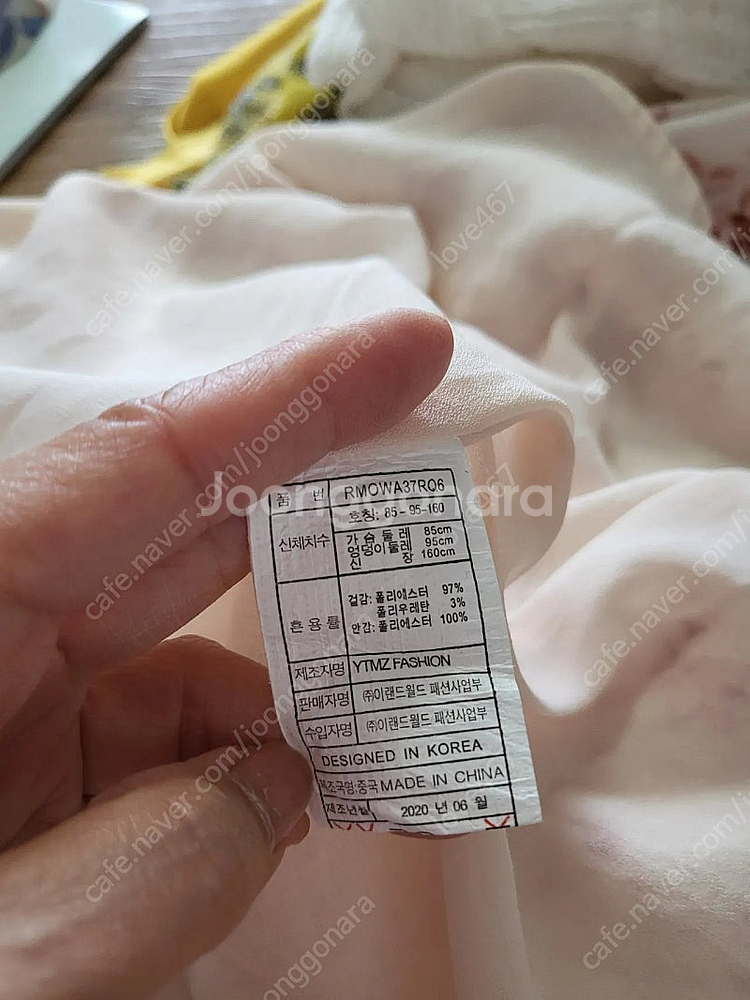 품 번 RMOWA37R06
호칭: 85 - 95-160
신체치수 가 슴 둘 레 85cm
엉덩이둘레 95cm
신 장 160cm
혼 용 률 겉감: 폴리에스터 97%
폴리우레탄 3%
안감: 폴리에스터 100%
제조자명 YTMZ FASHION
판매자명 ㈜이랜드월드 패션사업부
수입자명 ㈜이랜드월드 패션사업부
DESIGNED IN KOREA
제조국명:중국 MADE IN CHINA
제조년월 2020 년 06 월
Joonggonara
cafe.naver.com/joonggonara
love467